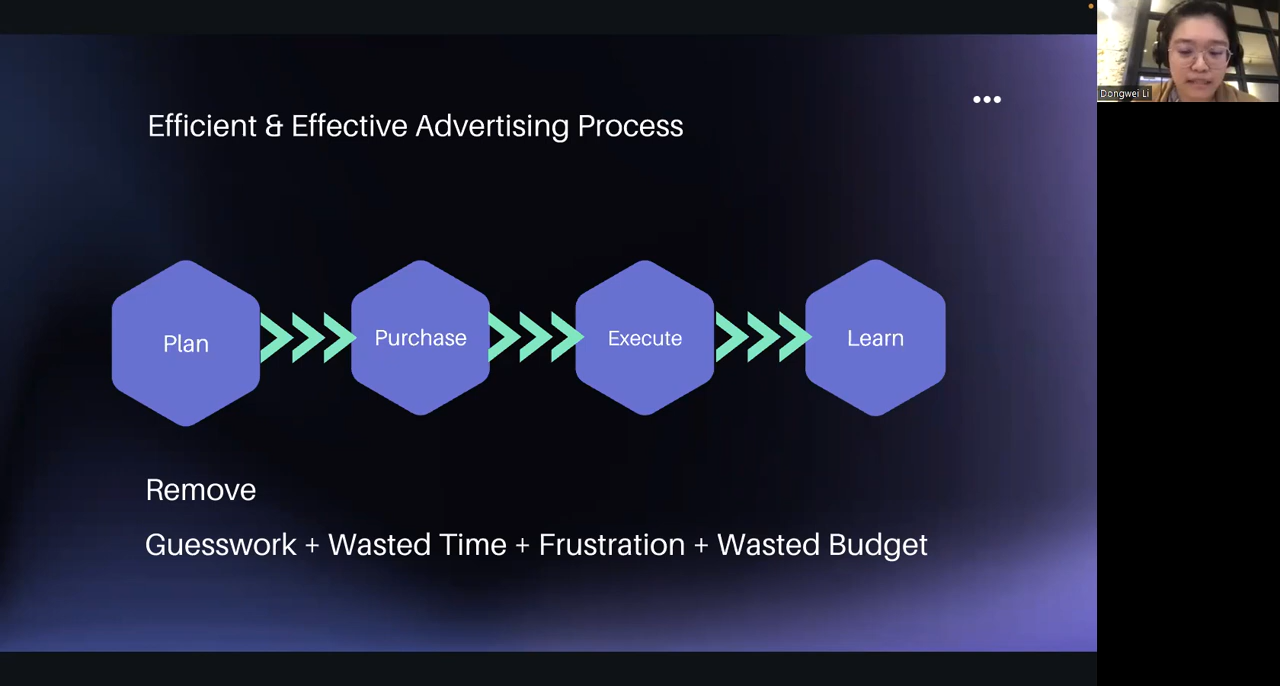 Efficient & Effective Advertising Process
Plan
Purchase
Execute
Learn
Remove
Guesswork + Wasted Time + Frustration + Wasted Budget
Dongwei Li